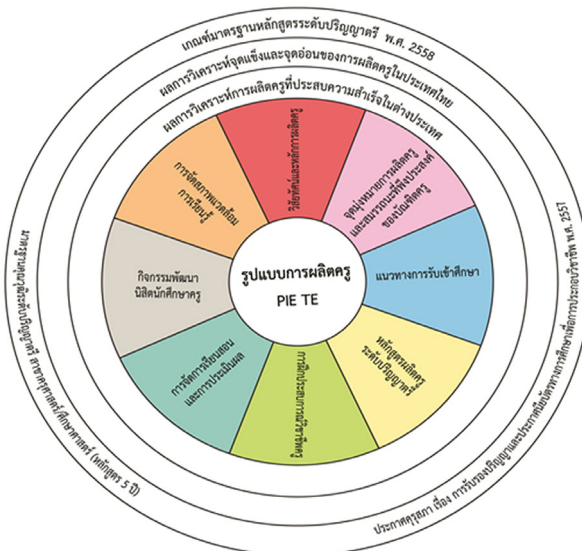 เกณฑ์มาตรฐานหลักสูตรระดับปริญญาตรี พ.ศ. 2558
ผลการวิเคราะห์จุดแข็งและจุดอ่อนของการผลิตครูในประเทศไทย
ผลการวิเคราะห์การผลิตครูที่ประสบความสำเร็จในต่างประเทศ
วิสัยทัศน์และหลักการผลิตครู
จุดมุ่งหมายการผลิตครู
และสมรรถนะที่พึงประสงค์
ของบัณฑิตครู
แนวทางการรับเข้าศึกษา
หลักสูตรผลิตครู
ระดับปริญญาตรี
การฝึกประสบการณ์วิชาชีพครู
การจัดการเรียนสอน
และการประเมินผล
กิจกรรมพัฒนา
นิสิตนักศึกษาครู
การจัดสภาพแวดล้อม
การเรียนรู้
รูปแบบการผลิตครู
PIE TE
ประกาศคุรุสภา เรื่อง การรับรองปริญญาและประกาศนียบัตรทางการศึกษาเพื่อการประกอบวิชาชีพ พ.ศ. 2557
มาตรฐานคุณวุฒิระดับปริญญาตรี สาขาครุศาสตร์/ศึกษาศาสตร์ (หลักสูตร 5 ปี)